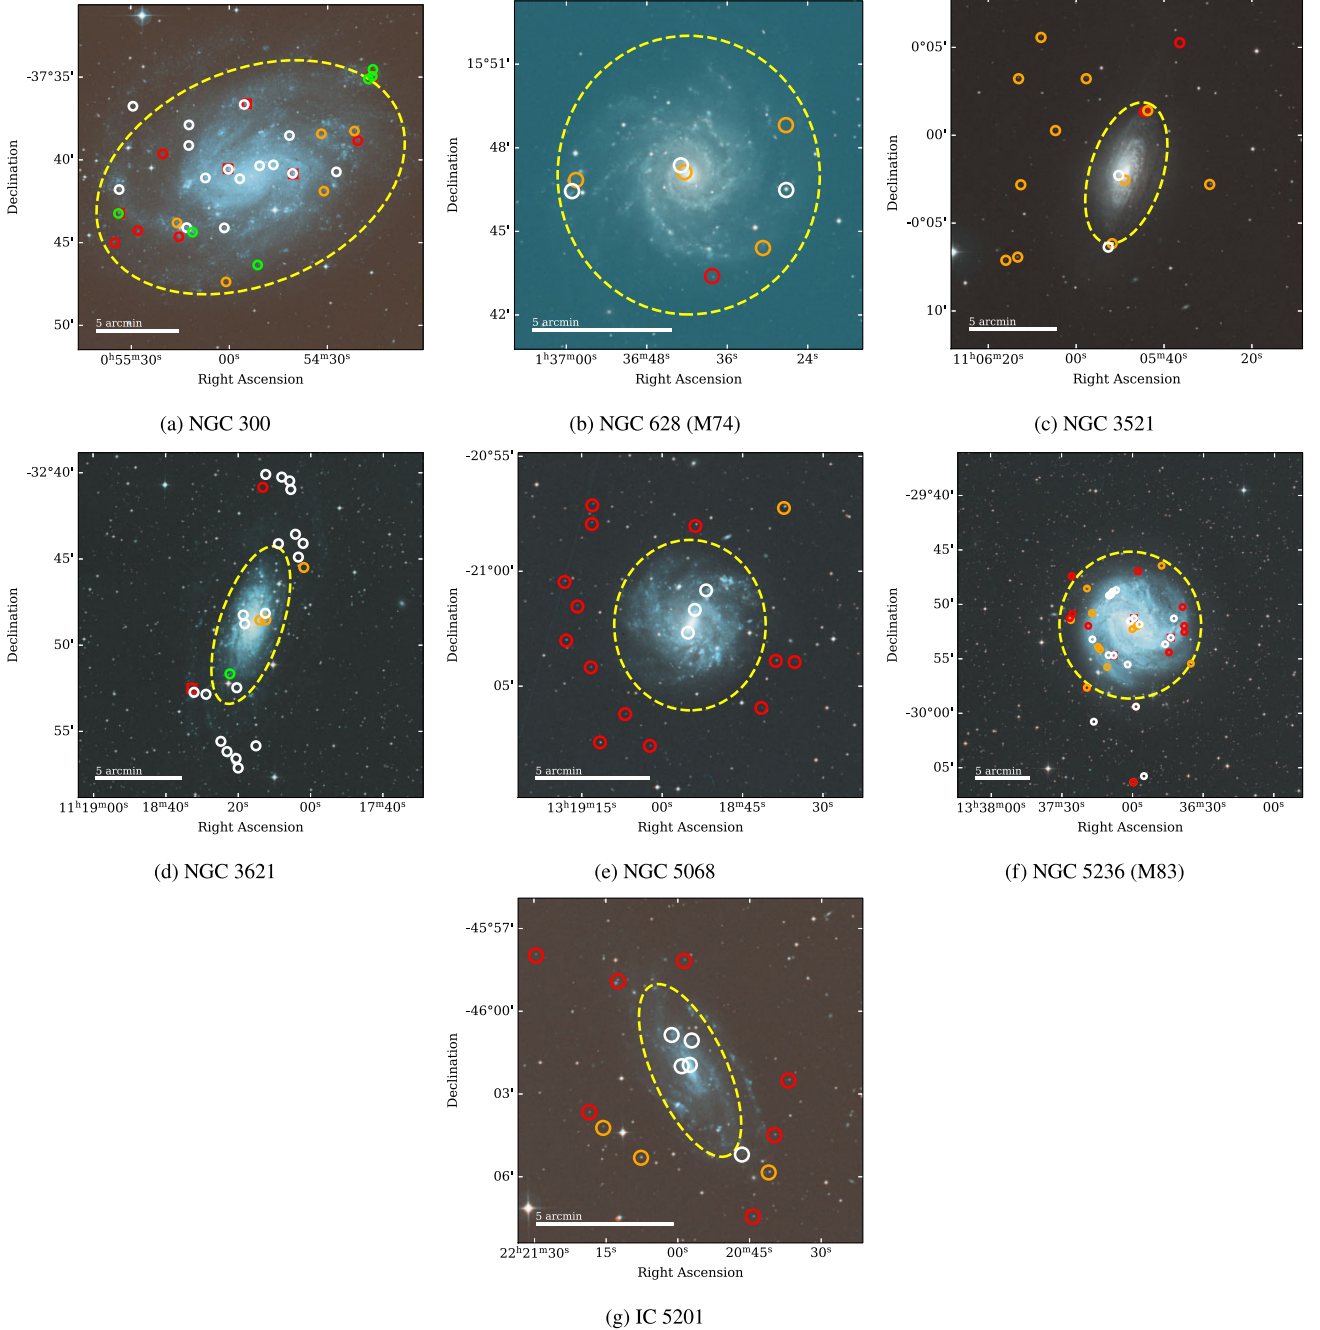 -37°35'
40'
45'
50'
Declination
5 arcmin
0ʰ55ᵐ30ˢ
00ˢ
54ᵐ30ˢ
Right Ascension
(a) NGC 300
15°51'
48'
45'
42'
Declination
5 arcmin
1ʰ37ᵐ00ˢ
36ᵐ48ˢ
36ˢ
24ˢ
Right Ascension
(b) NGC 628 (M74)
0°05'
00'
-0°05'
10'
Declination
5 arcmin
11ʰ06ᵐ20ˢ
00ˢ
05ᵐ40ˢ
20ˢ
Right Ascension
(c) NGC 3521
-32°40'
45'
50'
55'
Declination
5 arcmin
11ʰ19ᵐ00ˢ
18ᵐ40ˢ
20ˢ
00ˢ
17ᵐ40ˢ
Right Ascension
(d) NGC 3621
-20°55'
-21°00'
05'
Declination
5 arcmin
13ʰ19ᵐ15ˢ
00ˢ
18ᵐ45ˢ
30ˢ
Right Ascension
(e) NGC 5068
-29°40'
45'
50'
55'
-30°00'
05'
Declination
5 arcmin
13ʰ38ᵐ00ˢ
37ᵐ30ˢ
00ˢ
36ᵐ30ˢ
00ˢ
Right Ascension
(f) NGC 5236 (M83)
-45°57'
-46°00'
03'
06'
Declination
5 arcmin
22ʰ21ᵐ30ˢ
15ˢ
00ˢ
20ᵐ45ˢ
30ˢ
Right Ascension
(g) IC 5201